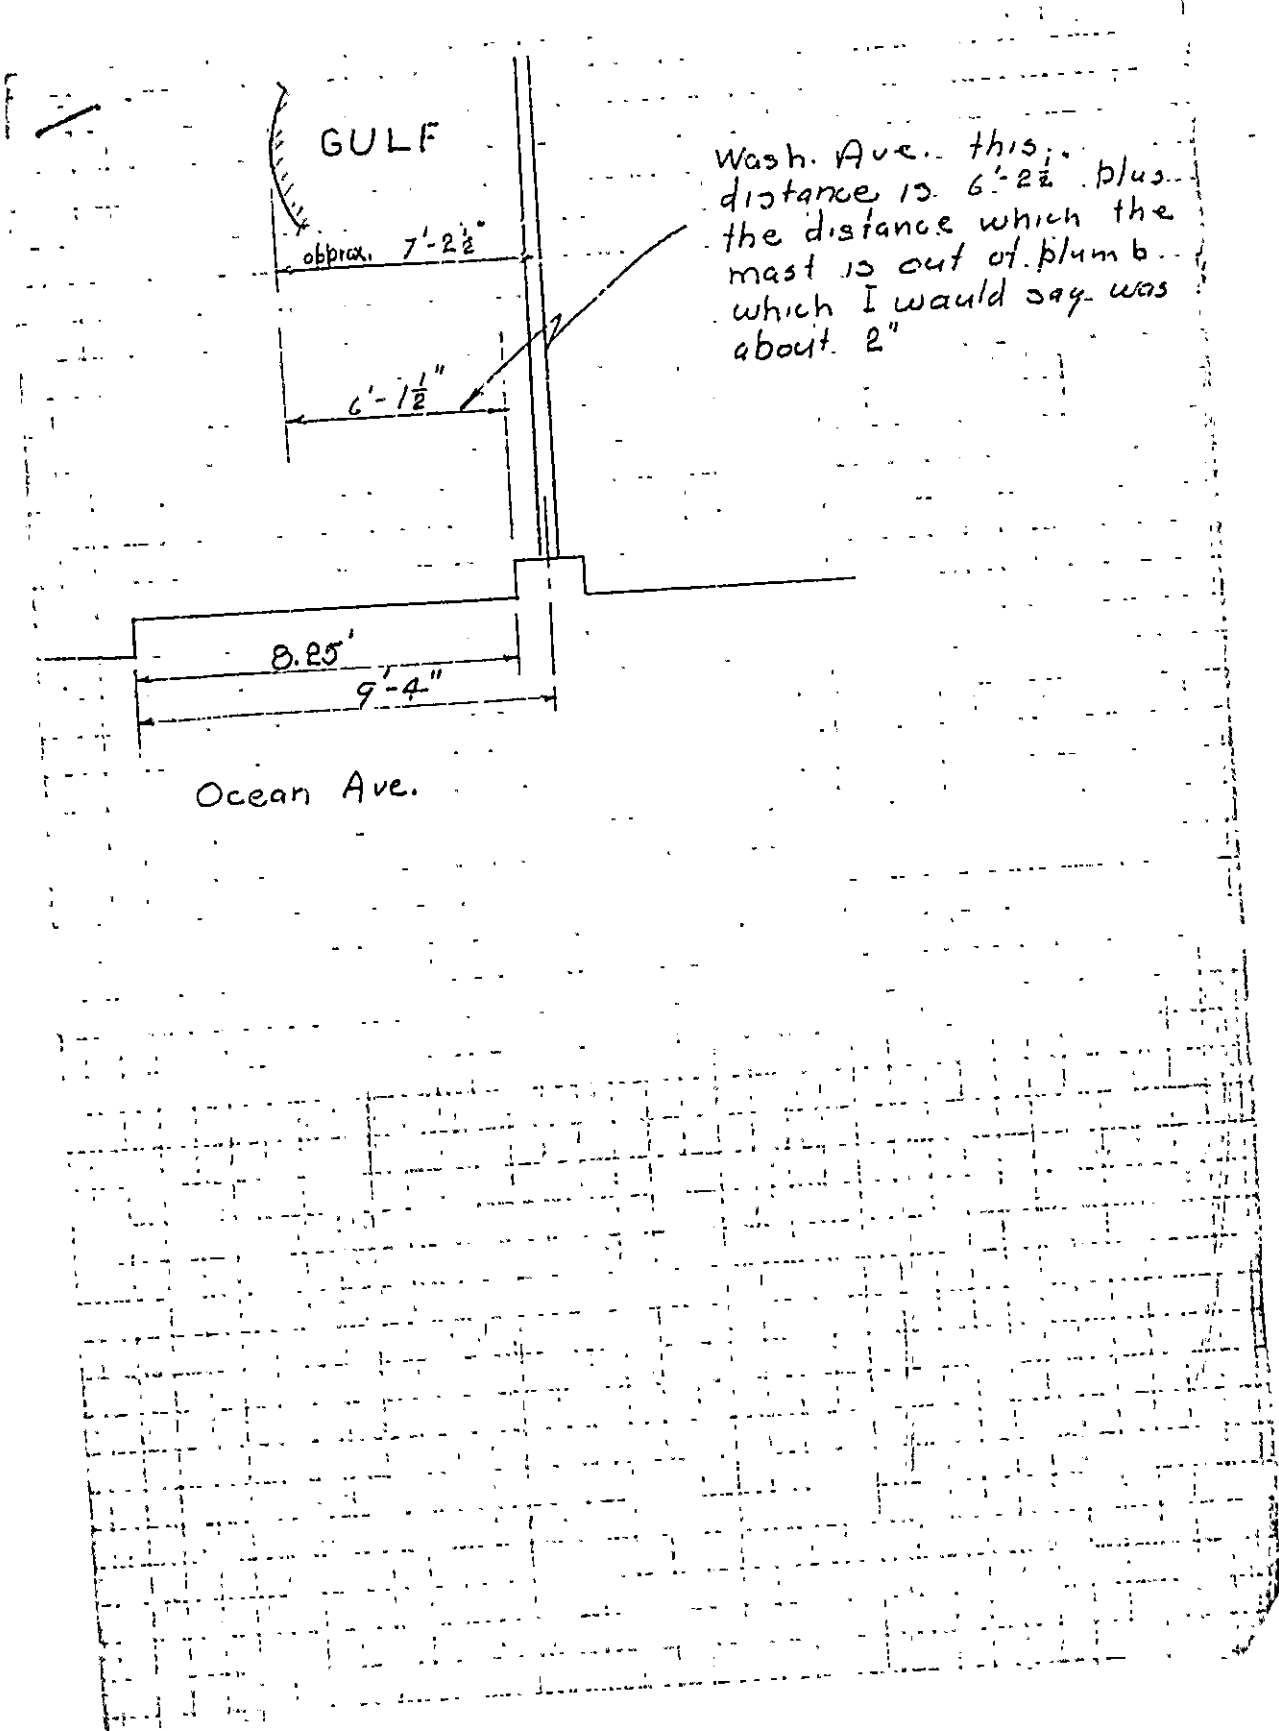 GULF
Wash. Ave. this
distance is 6'-2½" plus
the distance which the
mast is out of plumb
which I would say was
about 2"
approx. 7'-2½"
6'-1½"
8.25'
9'-4"
Ocean Ave.